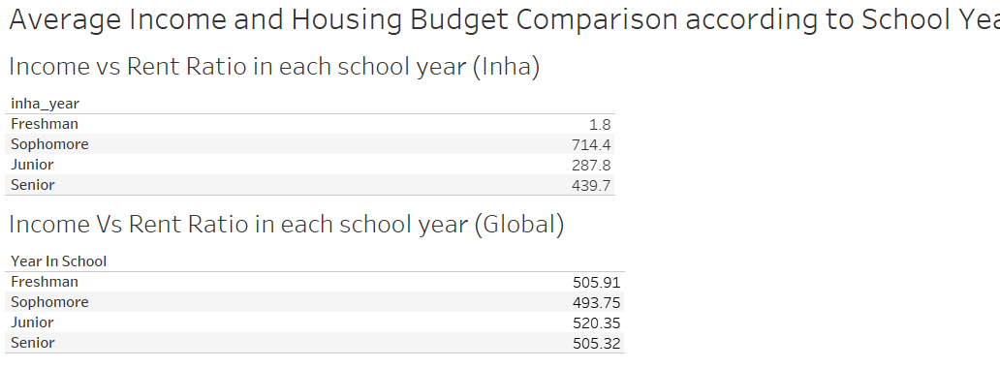 Average Income and Housing Budget Comparison according to School
Income vs Rent Ratio in each school year (Inha)
inha_year
Freshman 1.8
Sophomore 714.4
Junior 287.8
Senior 439.7
Income Vs Rent Ratio in each school year (Global)
Year In School
Freshman 505.91
Sophomore 493.75
Junior 520.35
Senior 505.32